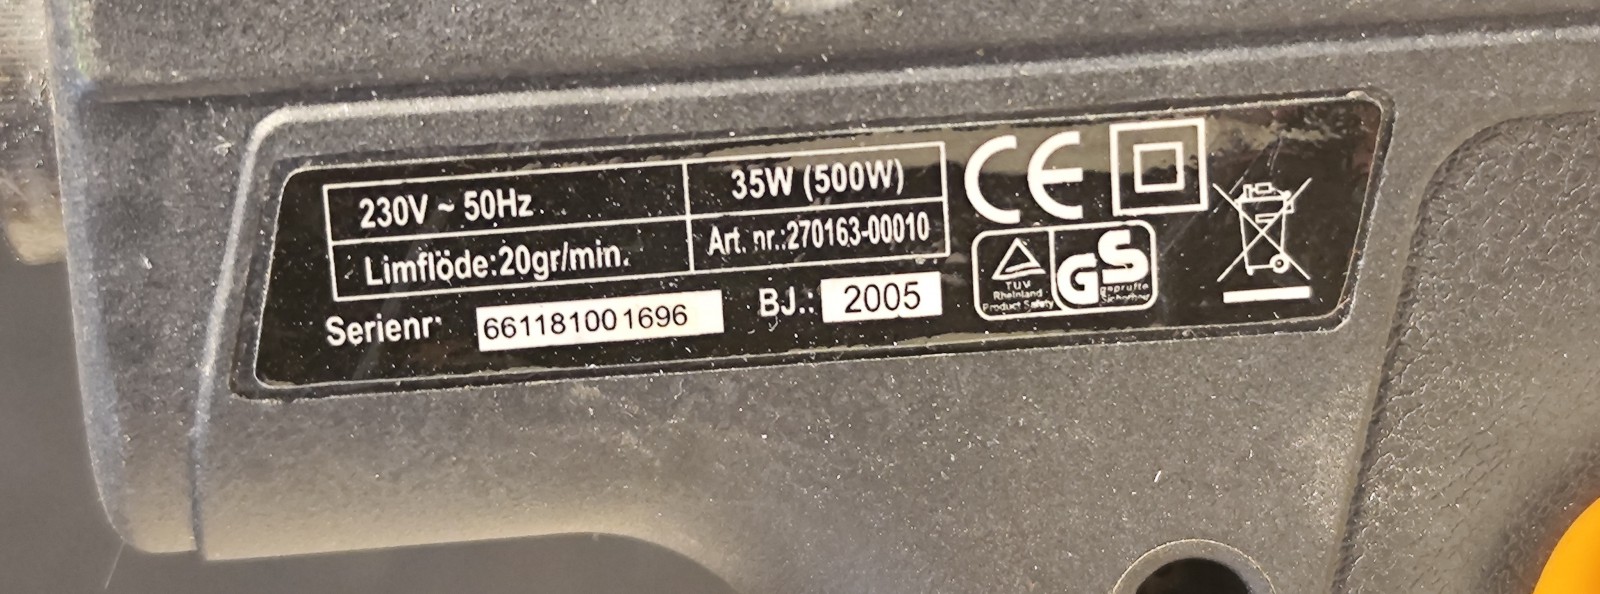 230V ~ 50Hz
35W (500W)
Limflöde:20gr/min.
Art. nr.:270163-00010
Serienr:
661181001696
BJ.:
2005
CE
TÜV
Rheinland
Product Safety
GS
geprüfte
Sicherheit